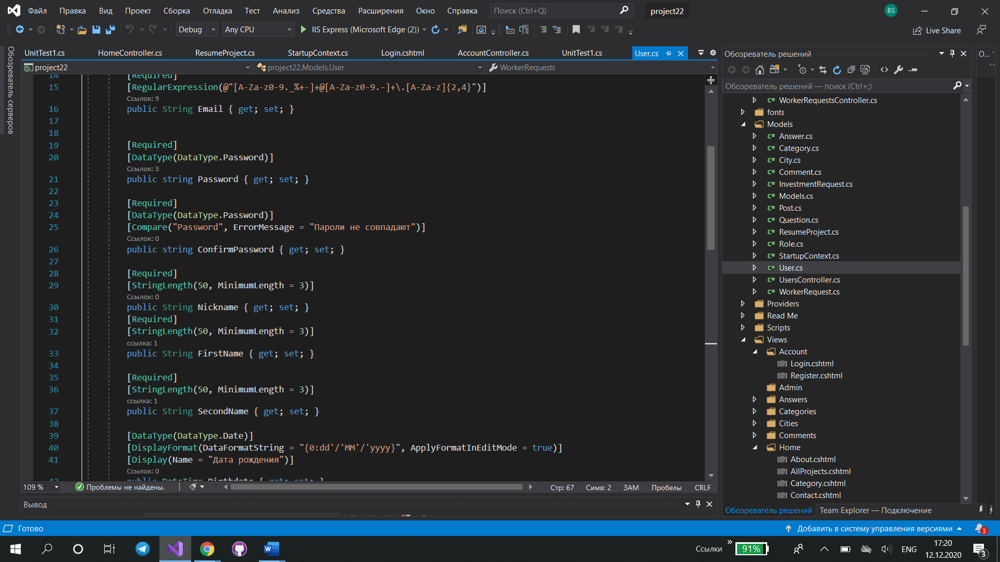 Файл Правка Вид Проект Сборка Отладка Тест Анализ Средства Расширения Окно Справка Поиск (Ctrl+Q) project22 BS
Debug Any CPU IIS Express (Microsoft Edge (2)) Live Share
Обозреватель серверов
UnitTest1.cs HomeController.cs ResumeProject.cs StartupContext.cs Login.cshtml AccountController.cs UnitTest1.cs User.cs
project22 project22.Models.User WorkerRequests
14 [Required]
15 [RegularExpression(@"[A-Za-z0-9._%+-]+@[A-Za-z0-9.-]+\.[A-Za-z]{2,4}")]
Ссылок: 9
16 public String Email { get; set; }
17
18
19 [Required]
20 [DataType(DataType.Password)]
Ссылок: 3
21 public string Password { get; set; }
22
23 [Required]
24 [DataType(DataType.Password)]
25 [Compare("Password", ErrorMessage = "Пароли не совпадают")]
Ссылок: 0
26 public string ConfirmPassword { get; set; }
27
28 [Required]
29 [StringLength(50, MinimumLength = 3)]
Ссылок: 0
30 public String Nickname { get; set; }
31 [Required]
32 [StringLength(50, MinimumLength = 3)]
ссылка: 1
33 public String FirstName { get; set; }
34
35 [Required]
36 [StringLength(50, MinimumLength = 3)]
ссылка: 1
37 public String SecondName { get; set; }
38
39 [DataType(DataType.Date)]
40 [DisplayFormat(DataFormatString = "{0:dd'/'MM'/'yyyy}", ApplyFormatInEditMode = true)]
41 [Display(Name = "Дата рождения")]
Ссылок: 0
42 public DateTime Birthdate { get; set; }
109 % Проблемы не найдены. Стр: 67 Симв: 2 ЗАМ Пробелы CRLF
Вывод
Обозреватель решений
О...
Обозреватель решений — поиск (Ctrl+;)
C# WorkerRequestsController.cs
fonts
Models
C# Answer.cs
C# Category.cs
C# City.cs
C# Comment.cs
C# InvestmentRequest.cs
C# Models.cs
C# Post.cs
C# Question.cs
C# ResumeProject.cs
C# Role.cs
C# StartupContext.cs
C# User.cs
C# UsersController.cs
C# WorkerRequest.cs
Providers
Read Me
Scripts
Views
Account
[@] Login.cshtml
[@] Register.cshtml
Admin
Answers
Categories
Cities
Comments
Home
[@] About.cshtml
[@] AllProjects.cshtml
[@] Category.cshtml
[@] Contact.cshtml
Обозреватель решений Team Explorer — Подключение
Готово Добавить в систему управления версиями 3
Ссылки » 91% ENG 17:20
12.12.2020 3